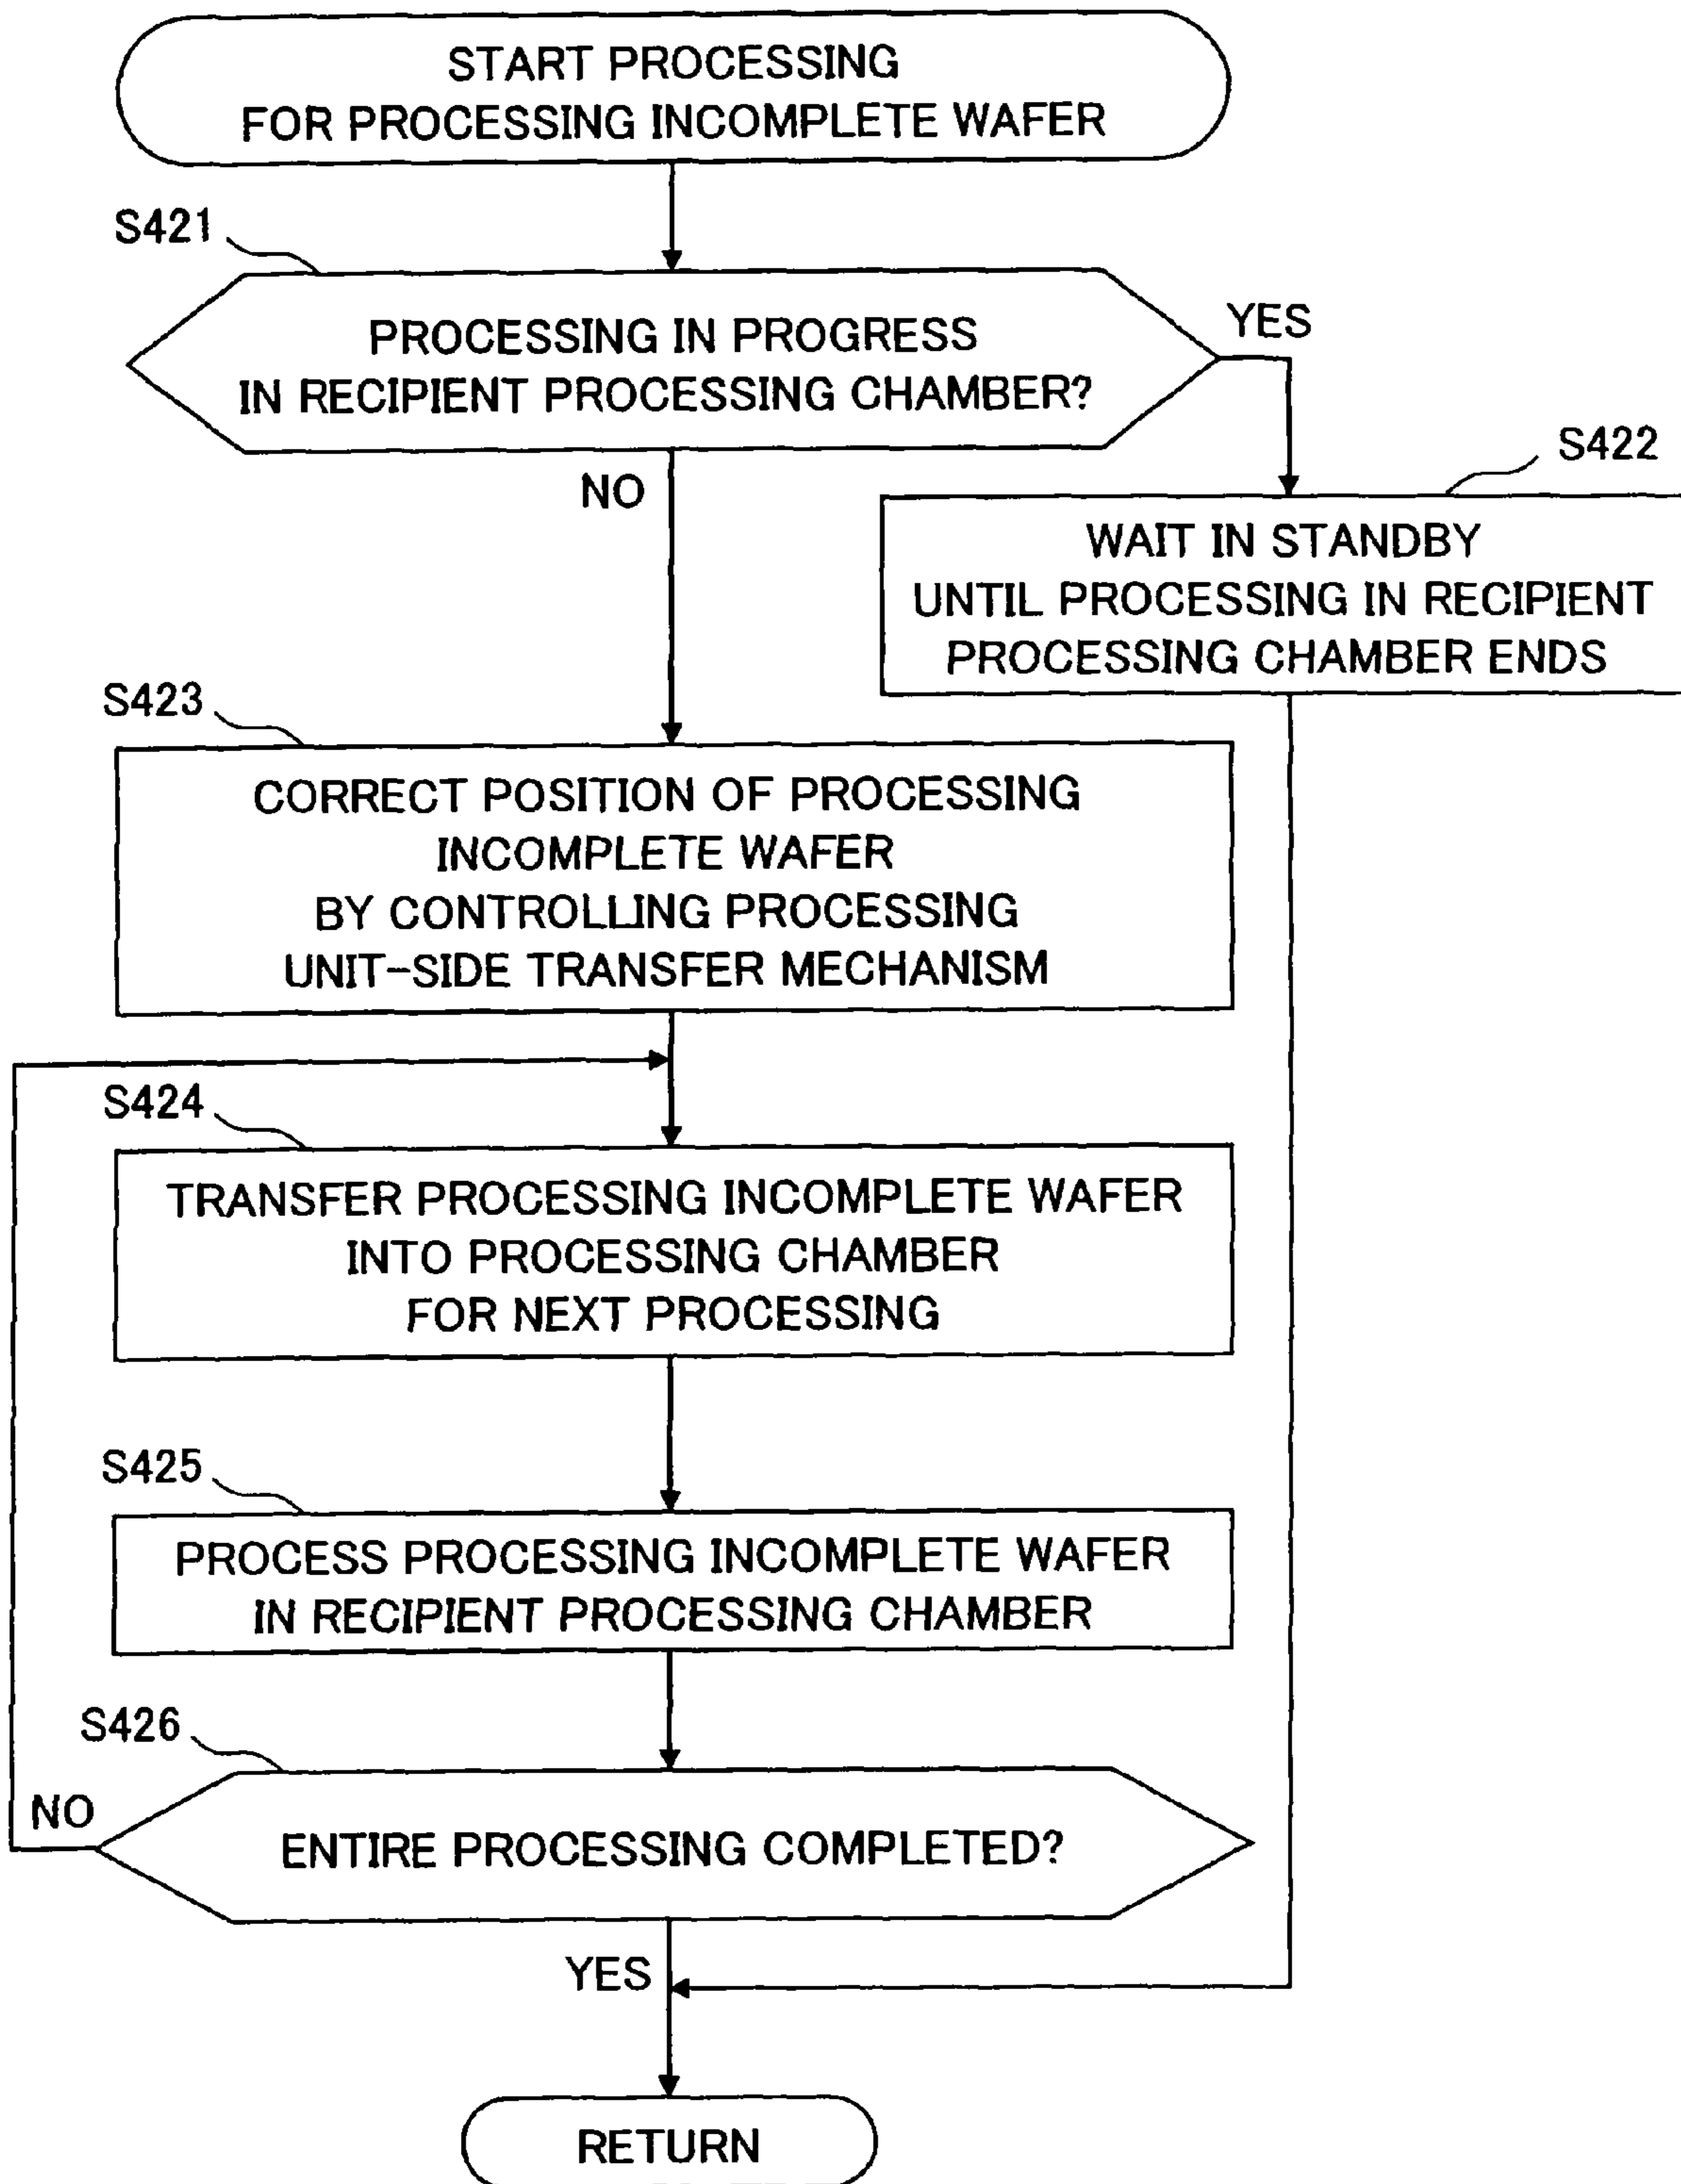 START PROCESSING
FOR PROCESSING INCOMPLETE WAFER
S421
PROCESSING IN PROGRESS
IN RECIPIENT PROCESSING CHAMBER?
YES
NO
S422
WAIT IN STANDBY
UNTIL PROCESSING IN RECIPIENT
PROCESSING CHAMBER ENDS
S423
CORRECT POSITION OF PROCESSING
INCOMPLETE WAFER
BY CONTROLLING PROCESSING
UNIT-SIDE TRANSFER MECHANISM
S424
TRANSFER PROCESSING INCOMPLETE WAFER
INTO PROCESSING CHAMBER
FOR NEXT PROCESSING
S425
PROCESS PROCESSING INCOMPLETE WAFER
IN RECIPIENT PROCESSING CHAMBER
S426
NO
ENTIRE PROCESSING COMPLETED?
YES
RETURN